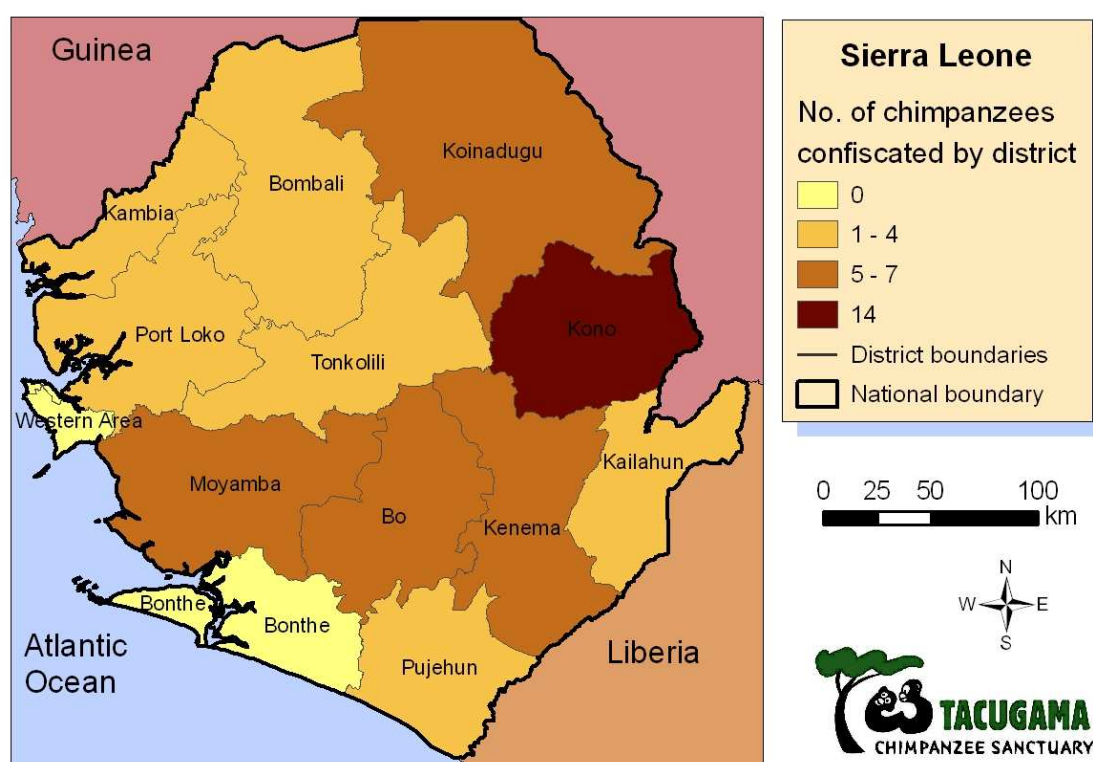 Guinea
Koinadugu
Bombali
Kambia
Kono
Port Loko
Tonkolili
Western Area
Kailahun
Moyamba
Bo
Kenema
Bonthe
Bonthe
Pujehun
Atlantic
Ocean
Liberia
Sierra Leone
No. of chimpanzees
confiscated by district
0
1 - 4
5 - 7
14
District boundaries
National boundary
0 25 50 100
km
N
W E
S
TACUGAMA
CHIMPANZEE SANCTUARY